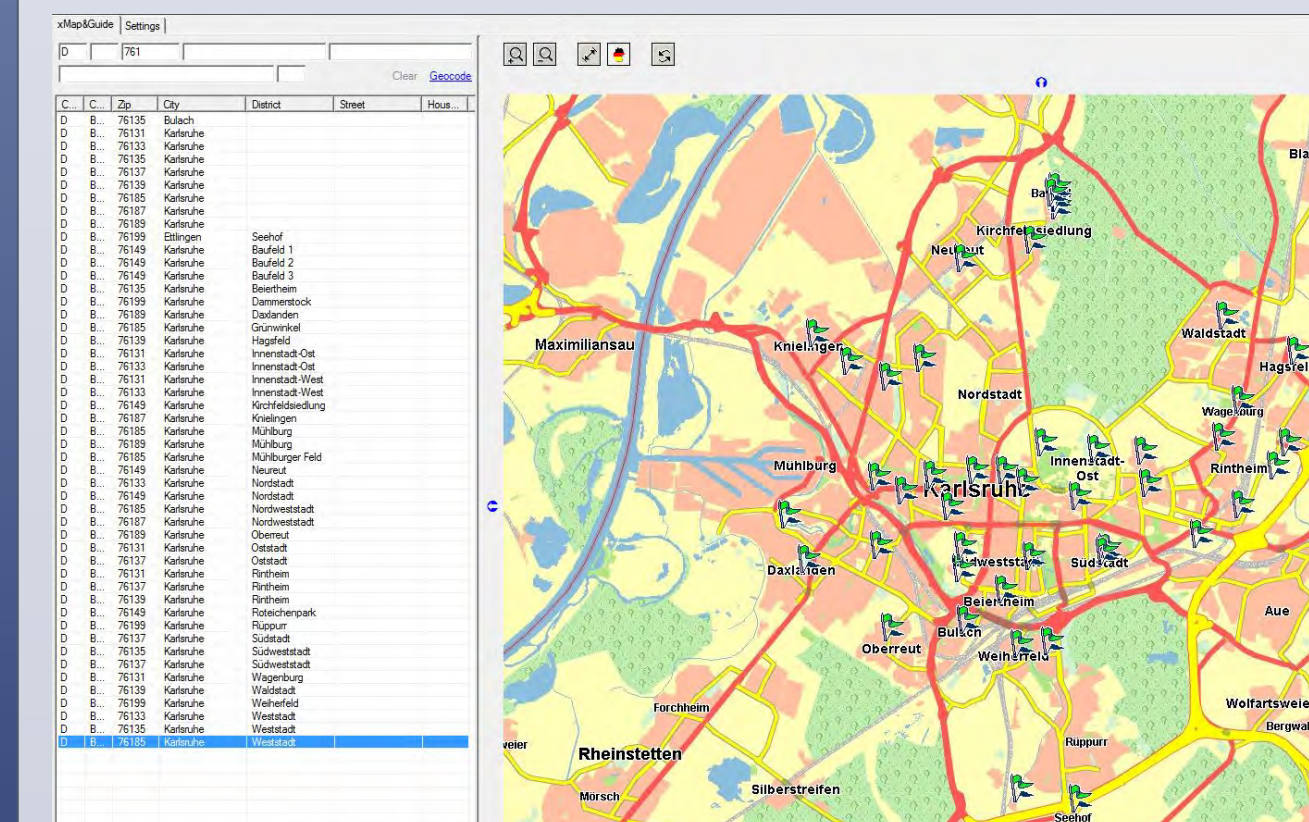 xMap&Guide Settings
D 761
Clear Geocode
C... C... Zip City District Street Hous...
D B... 76135 Bulach
D B... 76131 Karlsruhe
D B... 76133 Karlsruhe
D B... 76135 Karlsruhe
D B... 76137 Karlsruhe
D B... 76139 Karlsruhe
D B... 76185 Karlsruhe
D B... 76187 Karlsruhe
D B... 76189 Karlsruhe
D B... 76199 Ettlingen Seehof
D B... 76149 Karlsruhe Baufeld 1
D B... 76149 Karlsruhe Baufeld 2
D B... 76149 Karlsruhe Baufeld 3
D B... 76135 Karlsruhe Beiertheim
D B... 76199 Karlsruhe Dammerstock
D B... 76189 Karlsruhe Daxlanden
D B... 76185 Karlsruhe Grünwinkel
D B... 76139 Karlsruhe Hagsfeld
D B... 76131 Karlsruhe Innenstadt-Ost
D B... 76133 Karlsruhe Innenstadt-Ost
D B... 76131 Karlsruhe Innenstadt-West
D B... 76133 Karlsruhe Innenstadt-West
D B... 76149 Karlsruhe Kirchfeldsiedlung
D B... 76187 Karlsruhe Knielingen
D B... 76185 Karlsruhe Mühlburg
D B... 76189 Karlsruhe Mühlburg
D B... 76185 Karlsruhe Mühlburger Feld
D B... 76149 Karlsruhe Neureut
D B... 76133 Karlsruhe Nordstadt
D B... 76149 Karlsruhe Nordstadt
D B... 76185 Karlsruhe Nordweststadt
D B... 76187 Karlsruhe Nordweststadt
D B... 76189 Karlsruhe Oberreut
D B... 76131 Karlsruhe Oststadt
D B... 76137 Karlsruhe Oststadt
D B... 76131 Karlsruhe Rintheim
D B... 76137 Karlsruhe Rintheim
D B... 76139 Karlsruhe Rintheim
D B... 76149 Karlsruhe Roteichenpark
D B... 76199 Karlsruhe Rüppurr
D B... 76137 Karlsruhe Südstadt
D B... 76135 Karlsruhe Südweststadt
D B... 76137 Karlsruhe Südweststadt
D B... 76131 Karlsruhe Wagenburg
D B... 76139 Karlsruhe Waldstadt
D B... 76199 Karlsruhe Weiherfeld
D B... 76133 Karlsruhe Weststadt
D B... 76135 Karlsruhe Weststadt
D B... 76185 Karlsruhe Weststadt
Bla
Kirchfeldsiedlung
Neureut
Waldstadt
Maximiliansau
Knielingen
Hagsfel
Nordstadt
Wagenburg
Innenstadt-
Ost
Mühlburg
Rintheim
Karlsruhe
Daxlanden
Südstadt
Beiertheim
Aue
Bulach
Oberreut
Weiherfeld
Forchheim
Wolfartsweie
Bergwal
Rüppurr
weier
Rheinstetten
Mörsch
Silberstreifen
Seehof